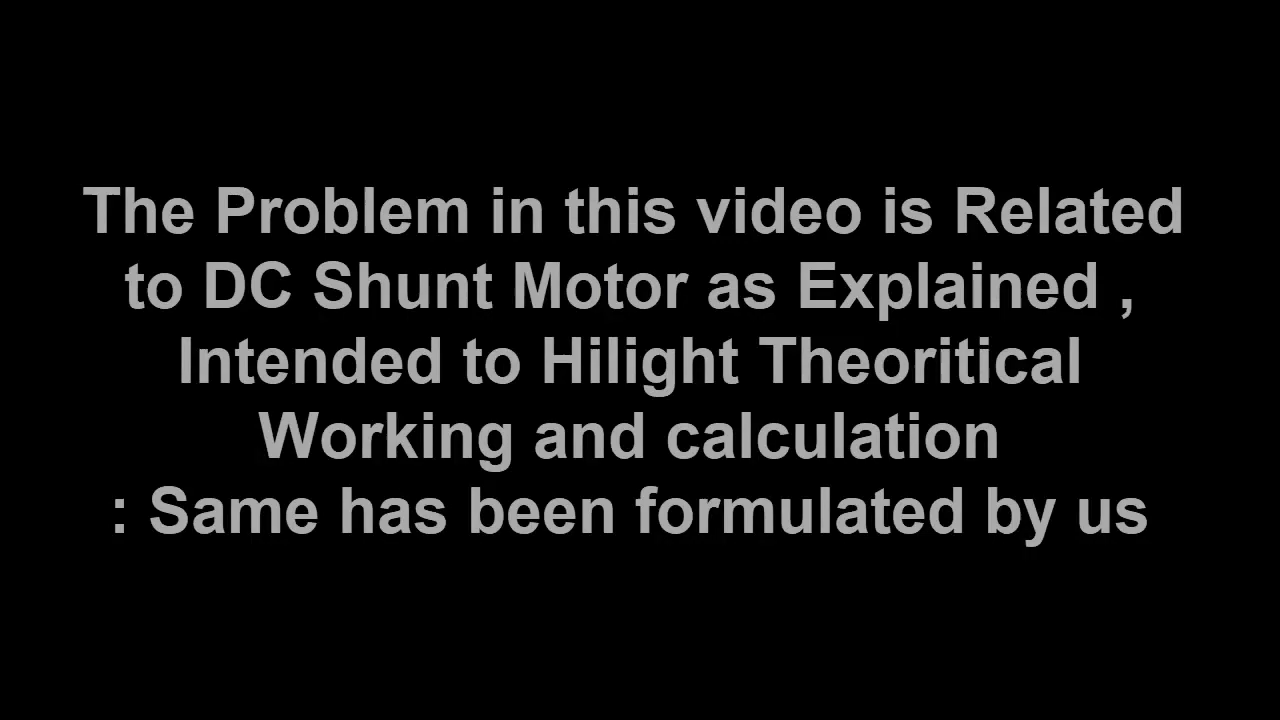 The Problem in this video is Related
to DC Shunt Motor as Explained ,
Intended to Hilight Theoritical
Working and calculation
: Same has been formulated by us